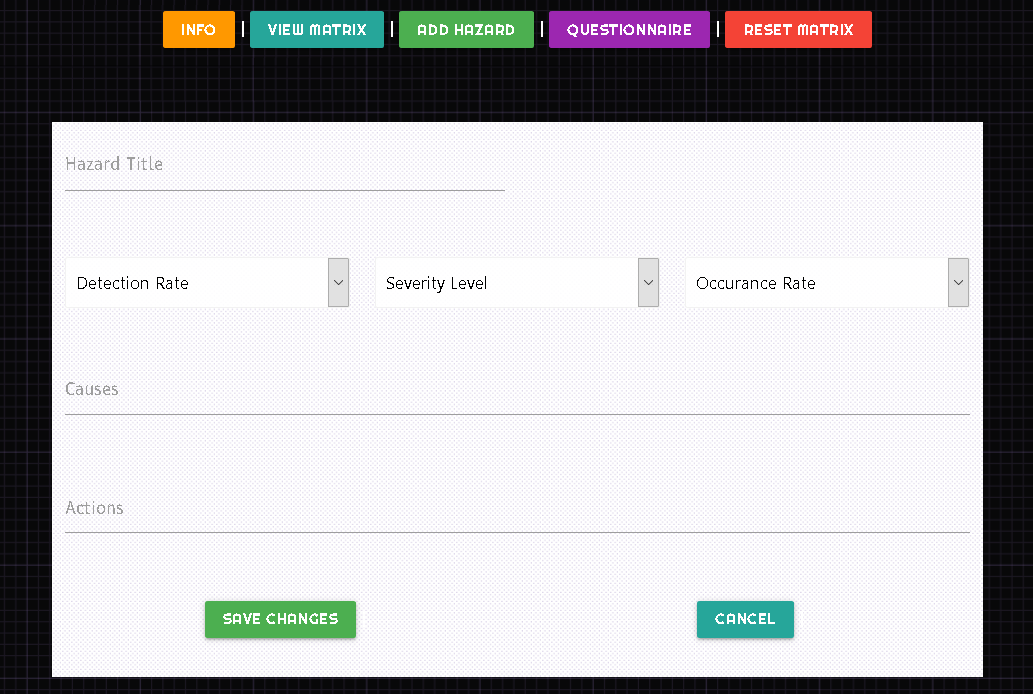 INFO | VIEW MATRIX | ADD HAZARD | QUESTIONNAIRE | RESET MATRIX
Hazard Title
Detection Rate Severity Level Occurance Rate
Causes
Actions
SAVE CHANGES CANCEL